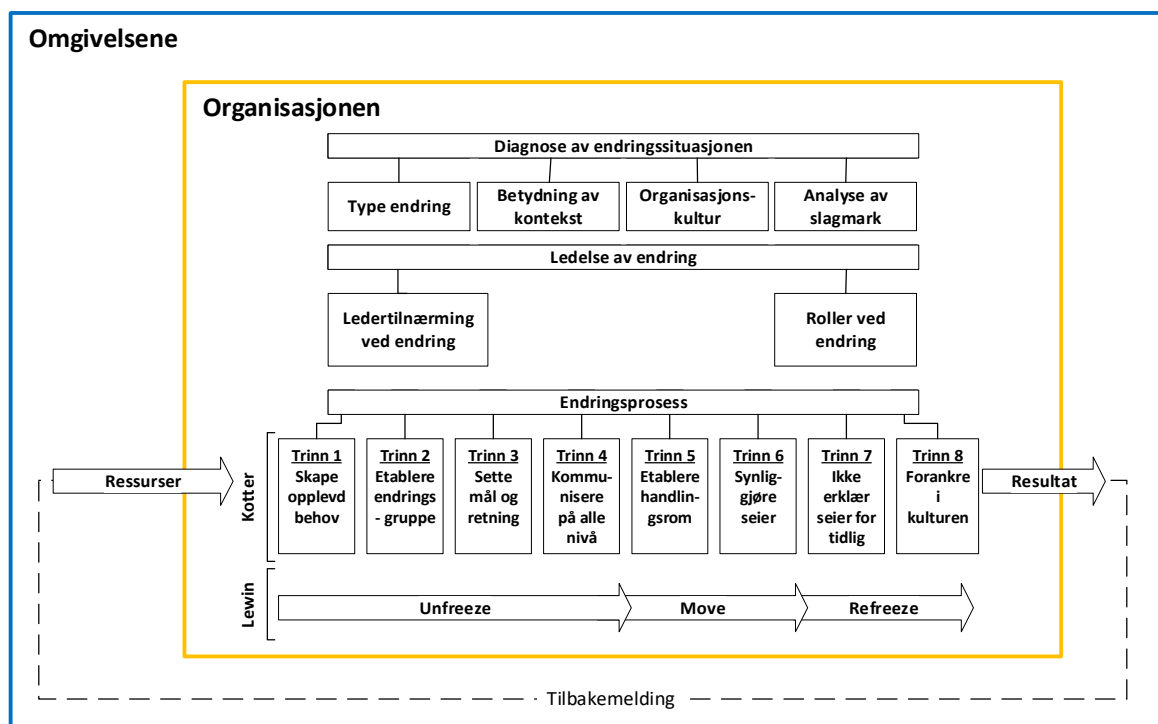 Omgivelsene
Organisasjonen
Diagnose av endringssituasjonen
Type endring
Betydning av
kontekst
Organisasjons-
kultur
Analyse av
slagmark
Ledelse av endring
Ledertilnærming
ved endring
Roller ved
endring
Endringsprosess
Ressurser
Kotter
Trinn 1
Skape
opplevd
behov
Trinn 2
Etablere
endrings
- gruppe
Trinn 3
Sette
mål og
retning
Trinn 4
Kommu-
nisere
på alle
nivå
Trinn 5
Etablere
handlin-
gsrom
Trinn 6
Synlig-
gjøre
seier
Trinn 7
Ikke
erklær
seier for
tidlig
Trinn 8
Forankre
i
kulturen
Resultat
Lewin
Unfreeze
Move
Refreeze
Tilbakemelding